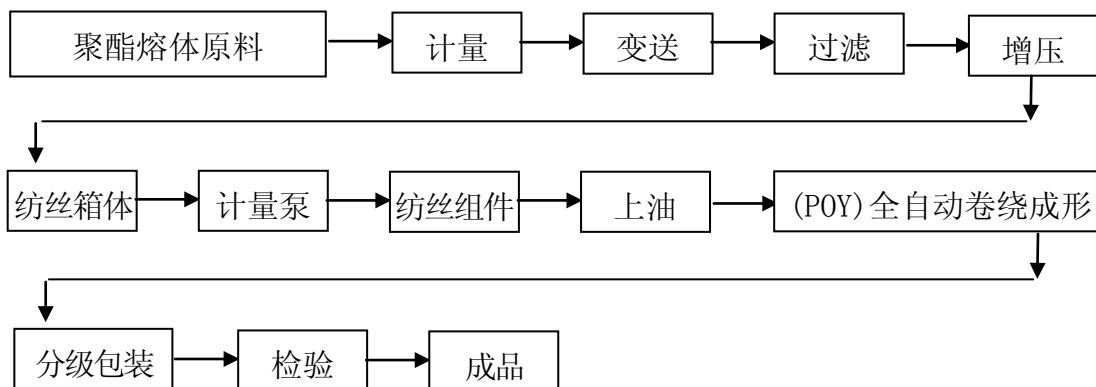 聚酯熔体原料 计量 变送 过滤 增压
纺丝箱体 计量泵 纺丝组件 上油 (POY)全自动卷绕成形
分级包装 检验 成品